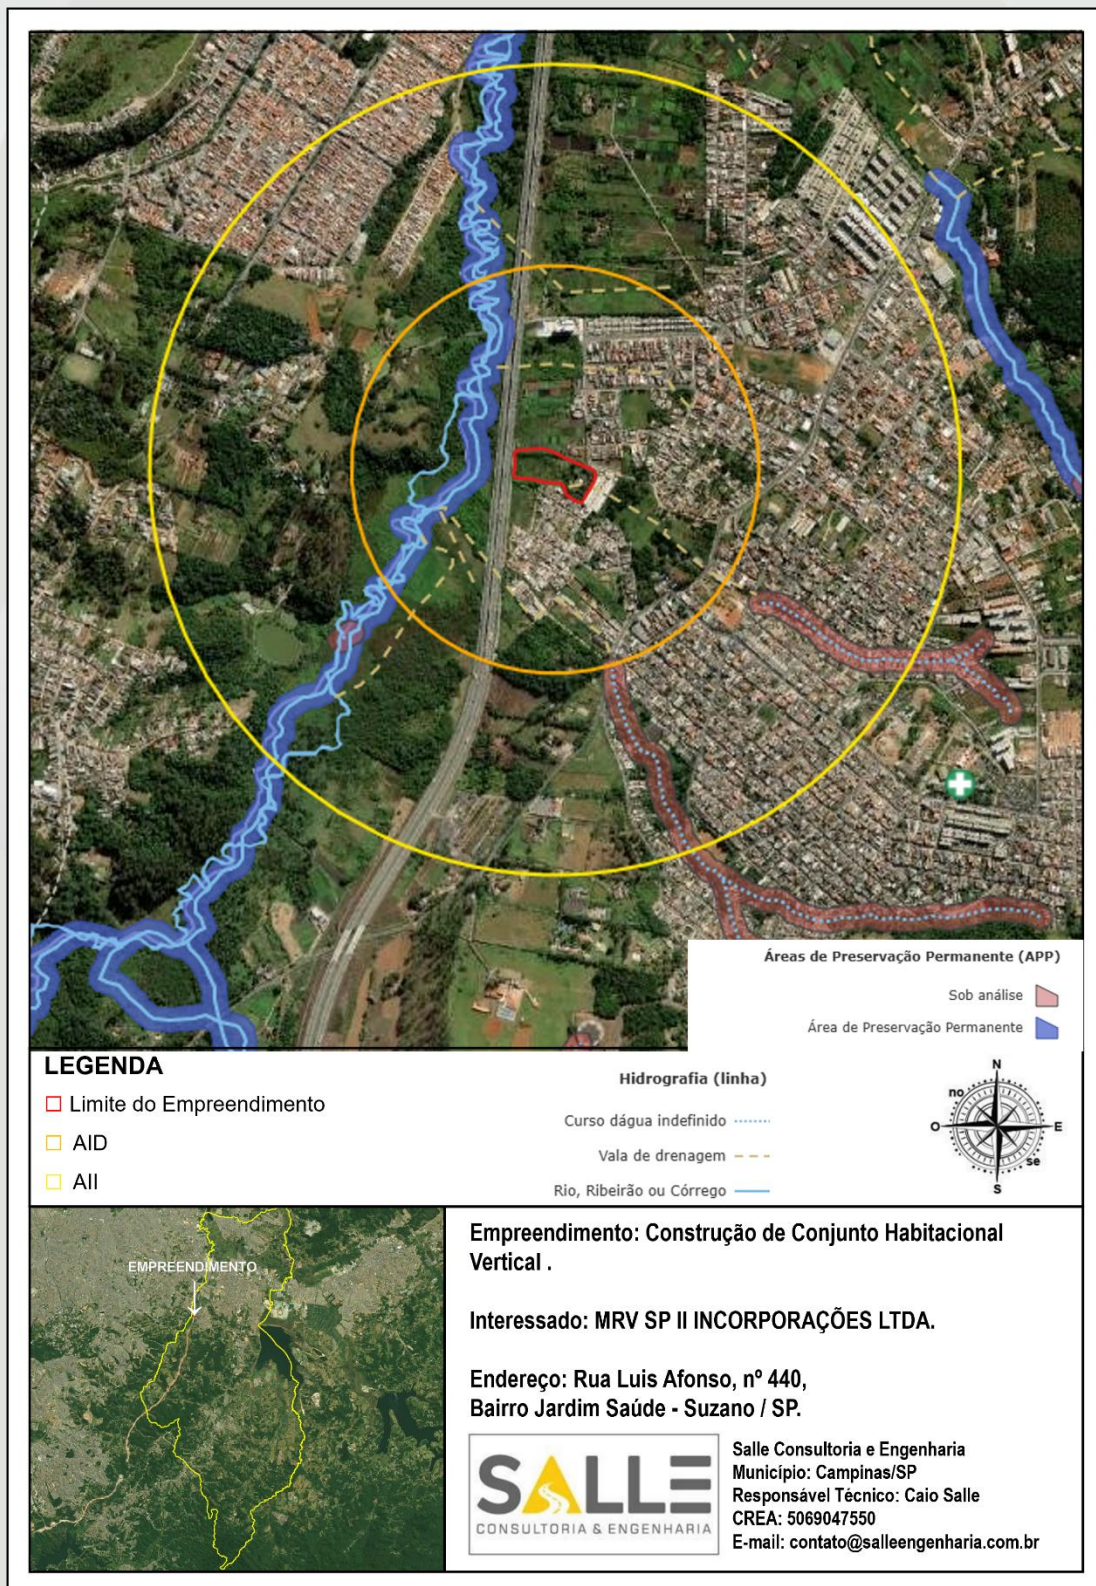 Áreas de Preservação Permanente (APP)
Sob análise
Área de Preservação Permanente
LEGENDA
Limite do Empreendimento
AID
AII
Hidrografia (linha)
Curso dágua indefinido
Vala de drenagem
Rio, Ribeirão ou Córrego
N
no
O
E
se
S
EMPREENDIMENTO
Empreendimento: Construção de Conjunto Habitacional
Vertical .
Interessado: MRV SP II INCORPORAÇÕES LTDA.
Endereço: Rua Luis Afonso, nº 440,
Bairro Jardim Saúde - Suzano / SP.
SALLE
CONSULTORIA & ENGENHARIA
Salle Consultoria e Engenharia
Município: Campinas/SP
Responsável Técnico: Caio Salle
CREA: 5069047550
E-mail: contato@salleengenharia.com.br